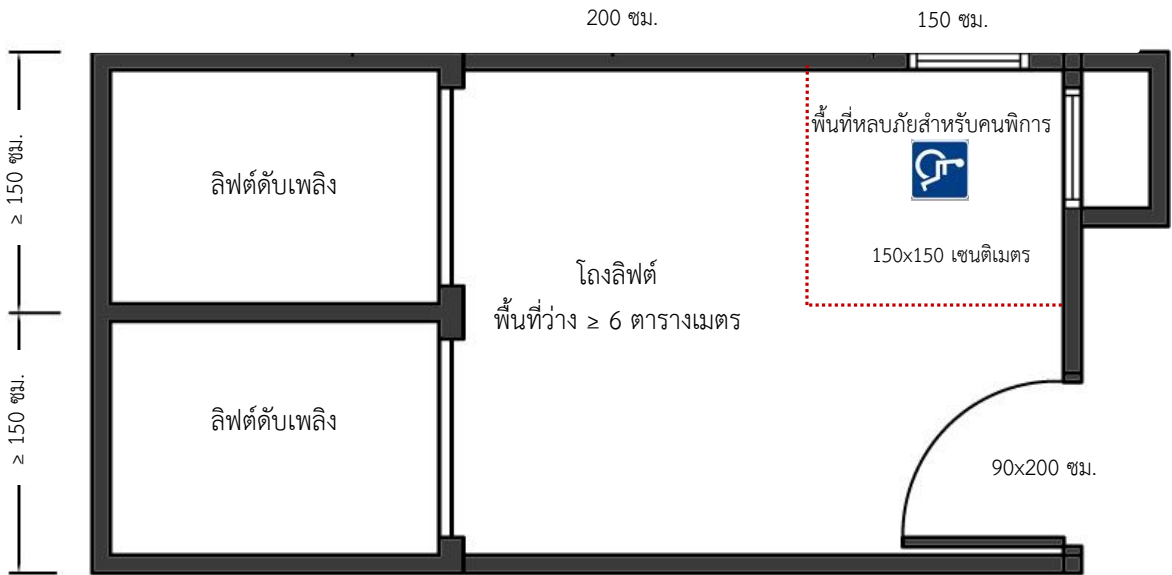 200 ซม.
150 ซม.
≥ 150 ซม.
ลิฟต์ดับเพลิง
พื้นที่หลบภัยสำหรับคนพิการ
150x150 เซนติเมตร
โถงลิฟต์
พื้นที่ว่าง ≥ 6 ตารางเมตร
≥ 150 ซม.
ลิฟต์ดับเพลิง
90x200 ซม.